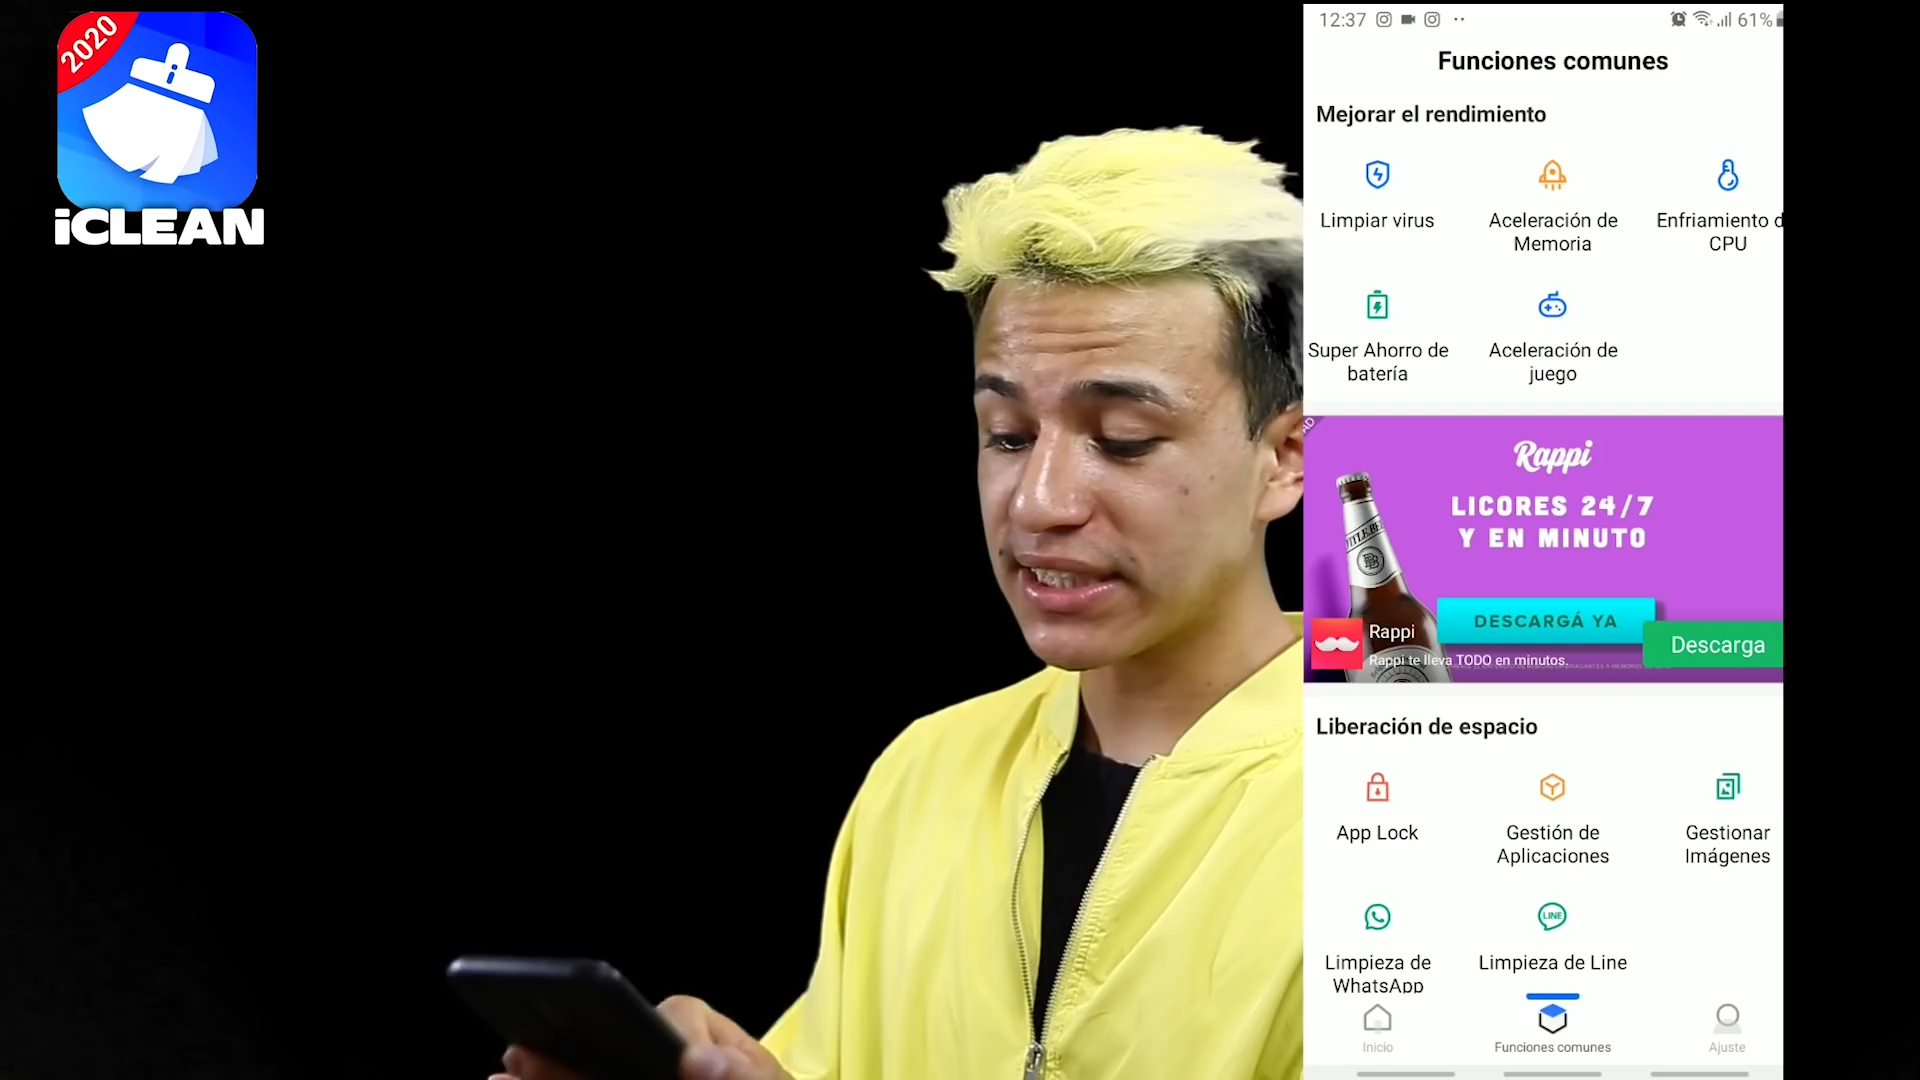 2020
iCLEAN
12:37
61%
Funciones comunes
Mejorar el rendimiento
Limpiar virus
Aceleración de
Memoria
Enfriamiento d
CPU
Super Ahorro de
batería
Aceleración de
juego
AD
Rappi
LICORES 24/7
Y EN MINUTO
DESCARGÁ YA
Rappi
Descarga
Rappi te lleva TODO en minutos.
Liberación de espacio
App Lock
Gestión de
Aplicaciones
Gestionar
Imágenes
LINE
Limpieza de
WhatsApp
Limpieza de Line
Inicio
Funciones comunes
Ajuste